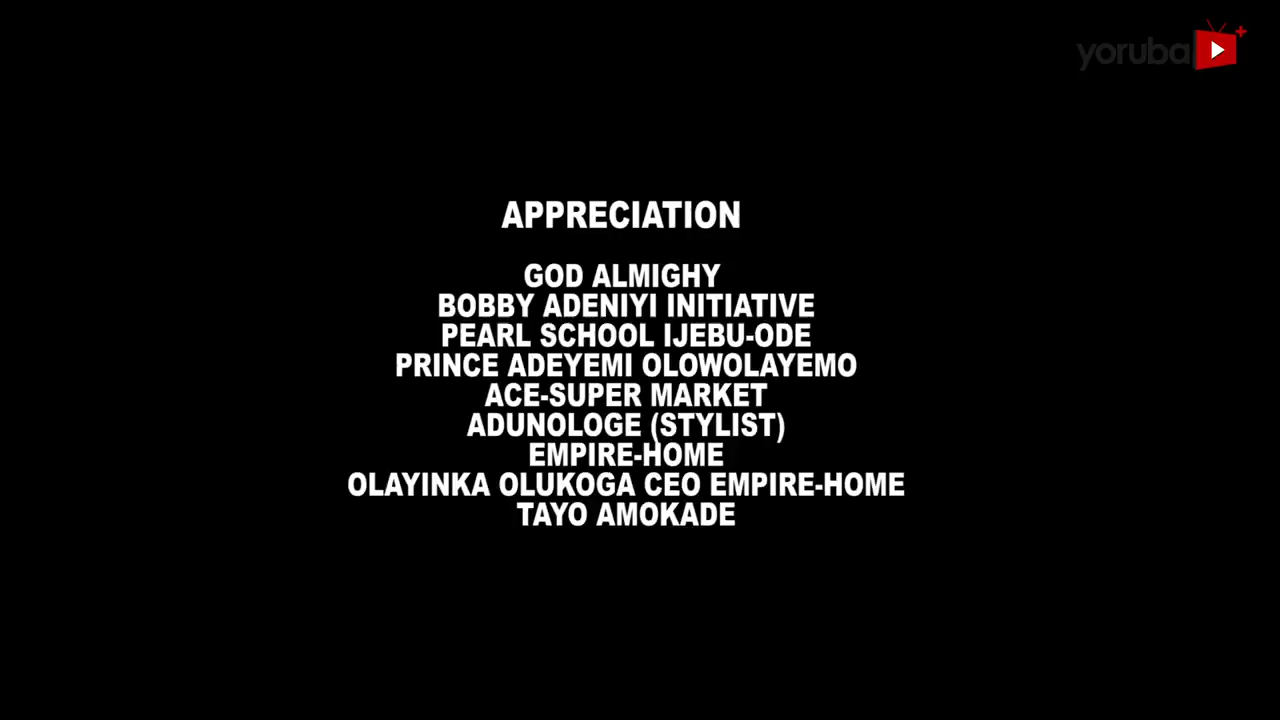 yoruba
APPRECIATION
GOD ALMIGHY
BOBBY ADENIYI INITIATIVE
PEARL SCHOOL IJEBU-ODE
PRINCE ADEYEMI OLOWOLAYEMO
ACE-SUPER MARKET
ADUNOLOGE (STYLIST)
EMPIRE-HOME
OLAYINKA OLUKOGA CEO EMPIRE-HOME
TAYO AMOKADE